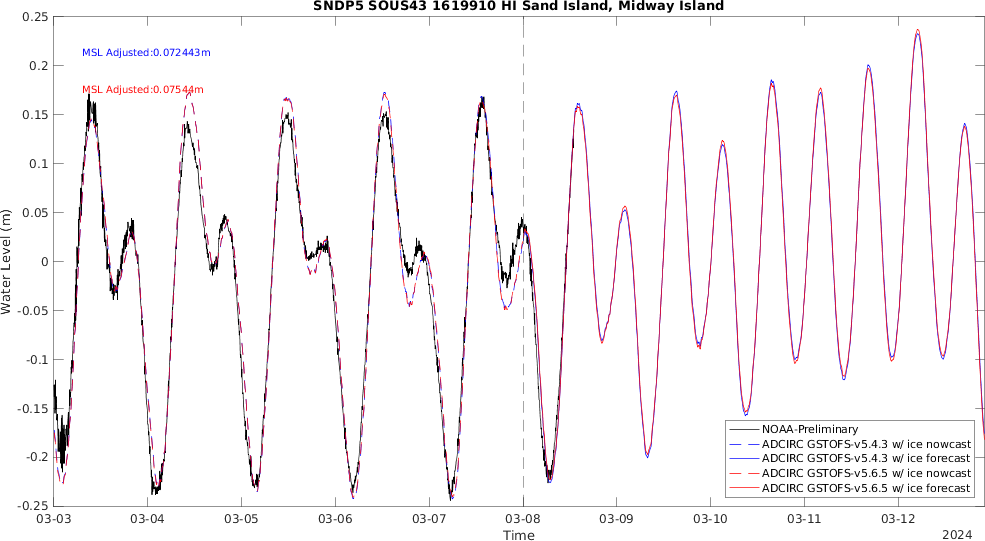 SNDP5 SOUS43 1619910 HI Sand Island, Midway Island
0.25
MSL Adjusted:0.072443m
0.2
MSL Adjusted:0.07544m
0.15
0.1
0.05
0
-0.05
-0.1
-0.15
-0.2
-0.25
Water Level (m)
NOAA-Preliminary
ADCIRC GSTOFS-v5.4.3 w/ ice nowcast
ADCIRC GSTOFS-v5.4.3 w/ ice forecast
ADCIRC GSTOFS-v5.6.5 w/ ice nowcast
ADCIRC GSTOFS-v5.6.5 w/ ice forecast
03-03 03-04 03-05 03-06 03-07 03-08 03-09 03-10 03-11 03-12
Time
2024